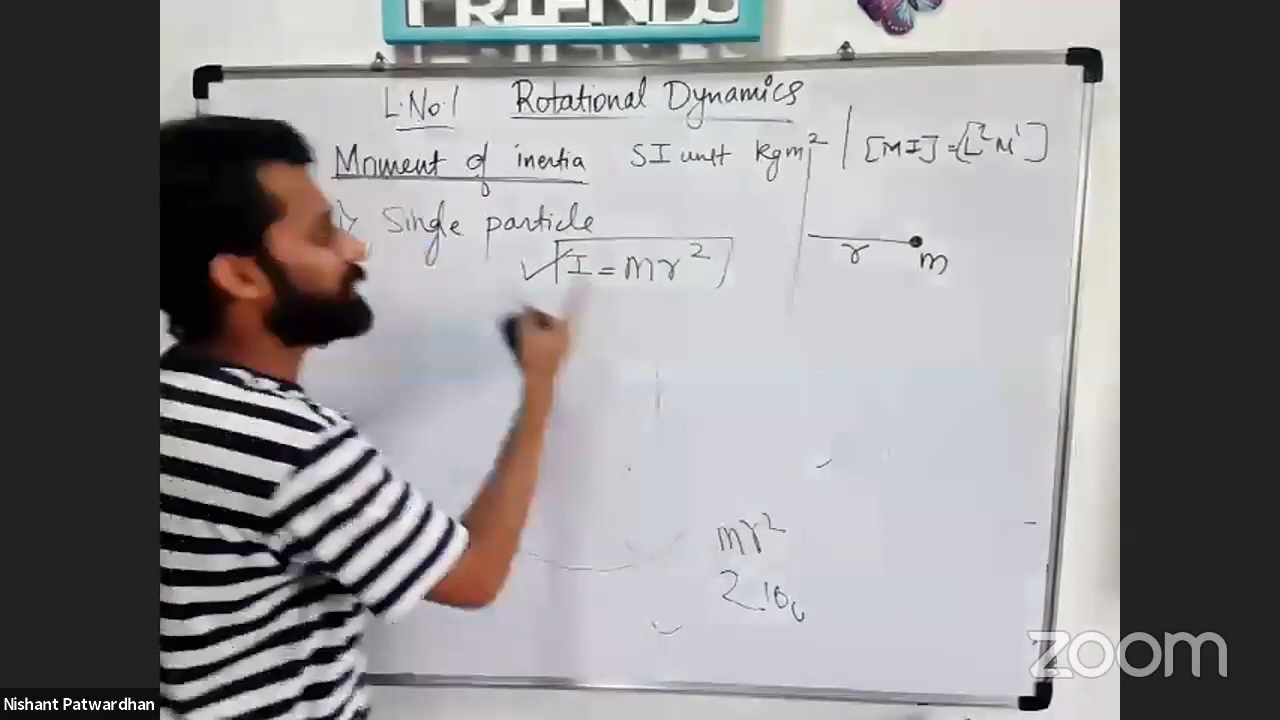 FRIENDS
L.No.1 Rotational Dynamics
Moment of inertia SI unit kgm² | [MI] = [L²M¹]
Single particle
I = mr²
r
m
mr²
zoom
Nishant Patwardhan